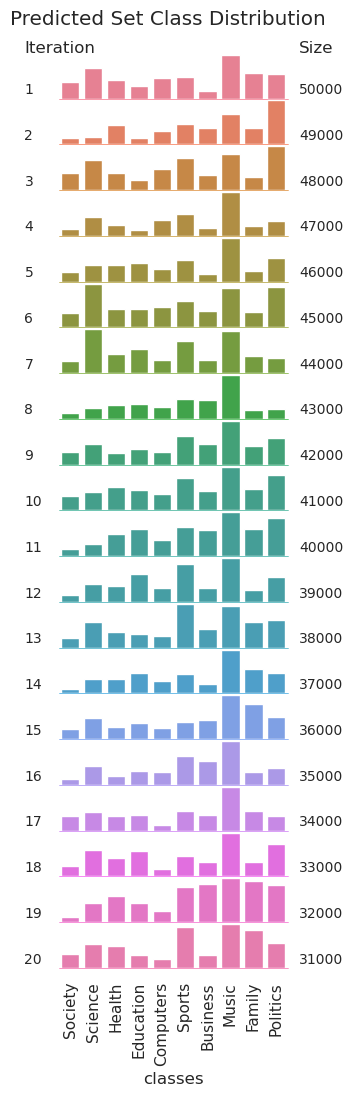 Predicted Set Class Distribution
Iteration Size
1 50000
2 49000
3 48000
4 47000
5 46000
6 45000
7 44000
8 43000
9 42000
10 41000
11 40000
12 39000
13 38000
14 37000
15 36000
16 35000
17 34000
18 33000
19 32000
20 31000
Society
Science
Health
Education
Computers
Sports
Business
Music
Family
Politics
classes